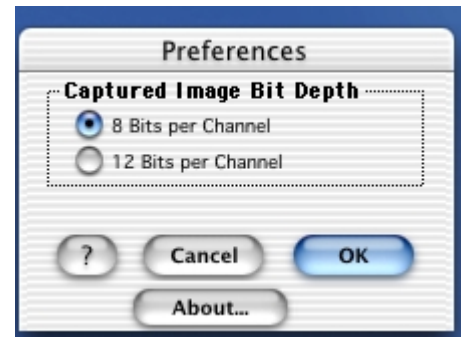 Preferences
Captured Image Bit Depth
8 Bits per Channel
12 Bits per Channel
? Cancel OK
About...